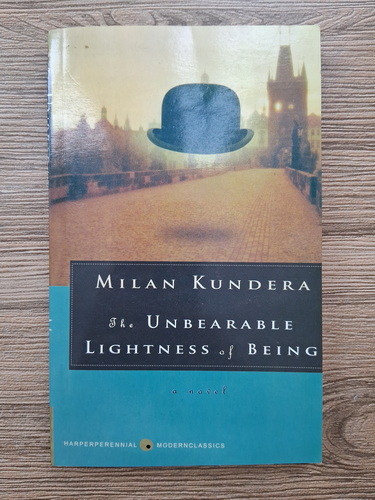 MILAN KUNDERA
The UNBEARABLE
LIGHTNESS of BEING
a novel
HARPERPERENNIAL MODERNCLASSICS